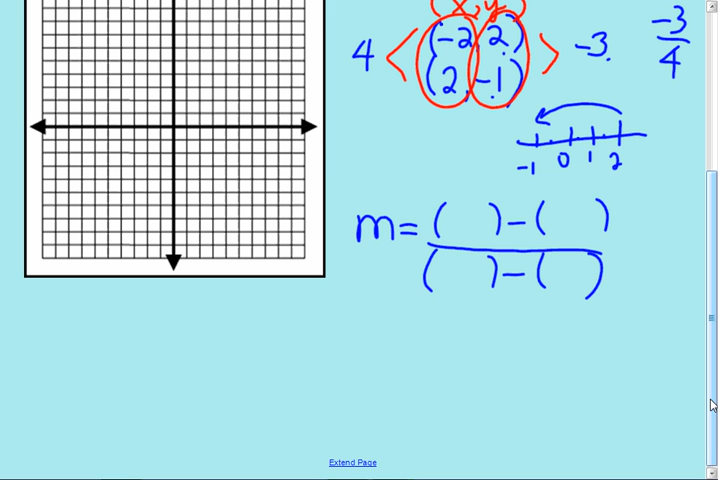 (x,y)
4 < (-2, 2) > -3
(2, -1)
-3
4
-1 0 1 2
m = ( ) - ( )
( ) - ( )
Extend Page